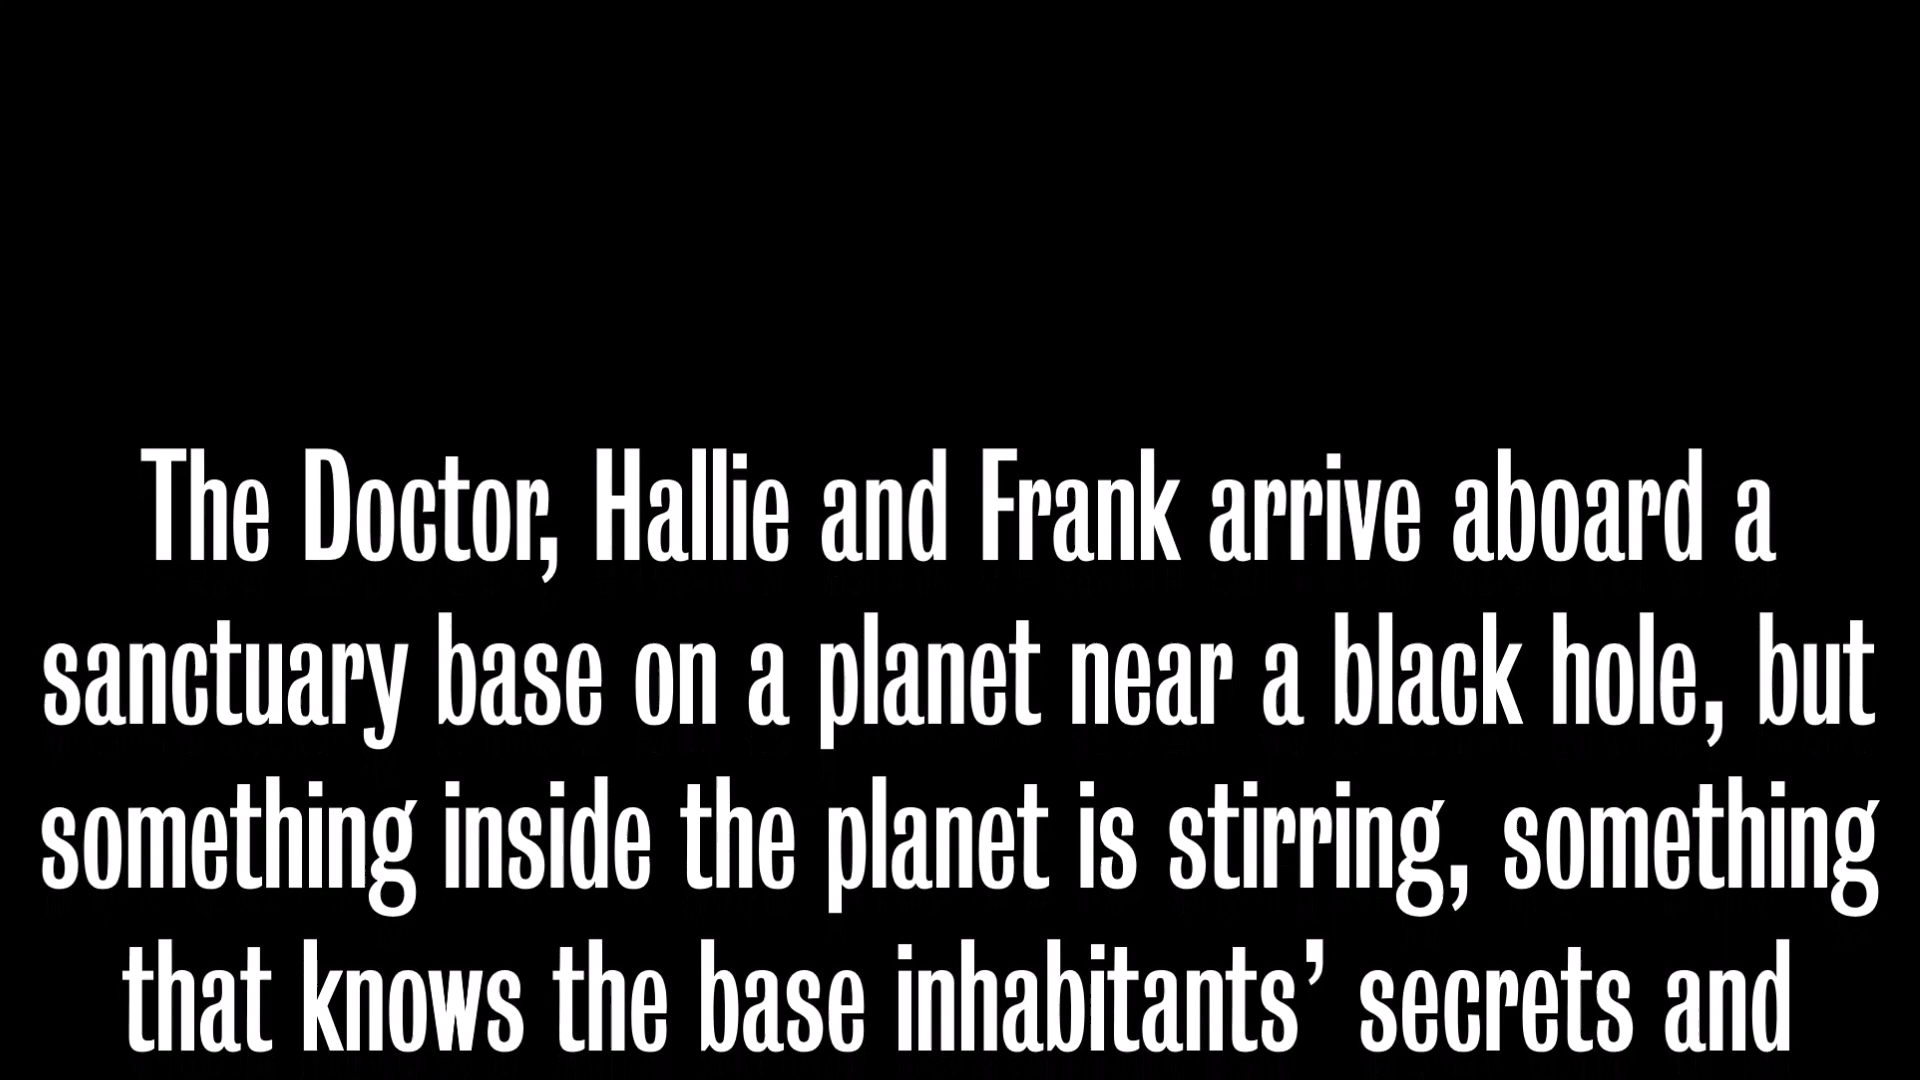 The Doctor, Hallie and Frank arrive aboard a
sanctuary base on a planet near a black hole, but
something inside the planet is stirring, something
that knows the base inhabitants’ secrets and